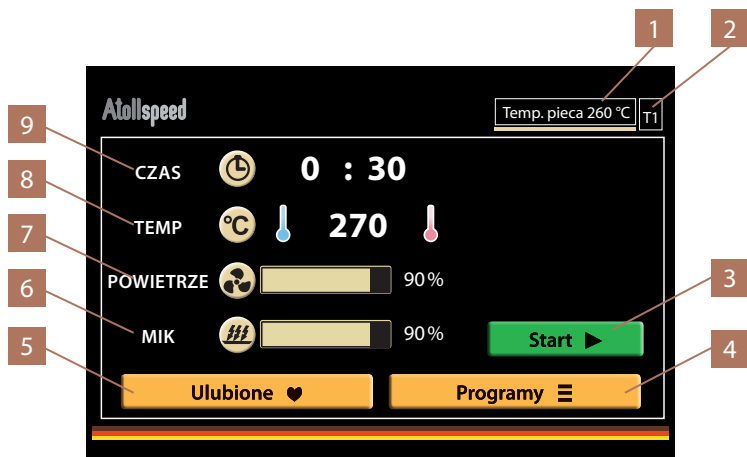 1
2
Atollspeed
Temp. pieca 260 °C
T1
9
CZAS
0 : 30
8
TEMP
°C
270
7
POWIETRZE
90%
3
6
MIK
90%
Start
5
4
Ulubione
Programy